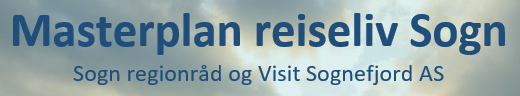 Masterplan reiseliv Sogn
Sogn regionråd og Visit Sognefjord AS